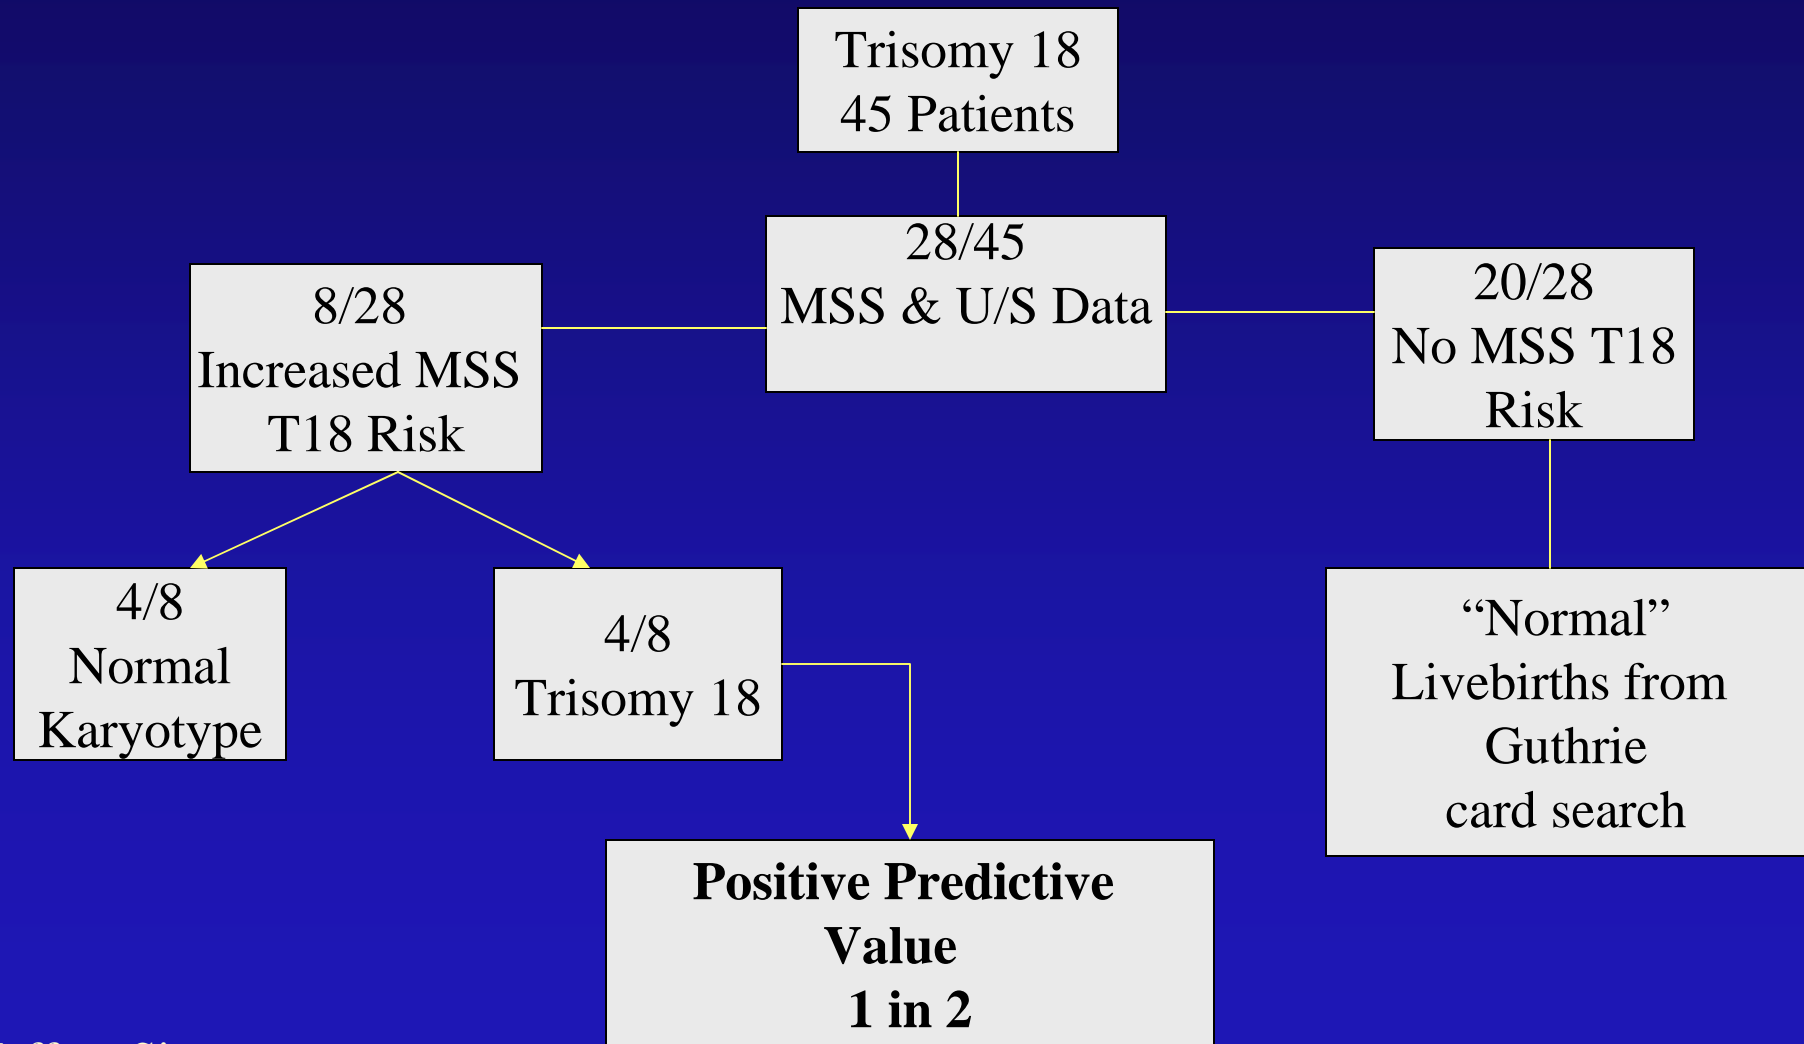 Trisomy 18
45 Patients
28/45
MSS & U/S Data
8/28
Increased MSS
T18 Risk
20/28
No MSS T18
Risk
4/8
Normal
Karyotype
4/8
Trisomy 18
“Normal”
Livebirths from
Guthrie
card search
Positive Predictive
Value
1 in 2